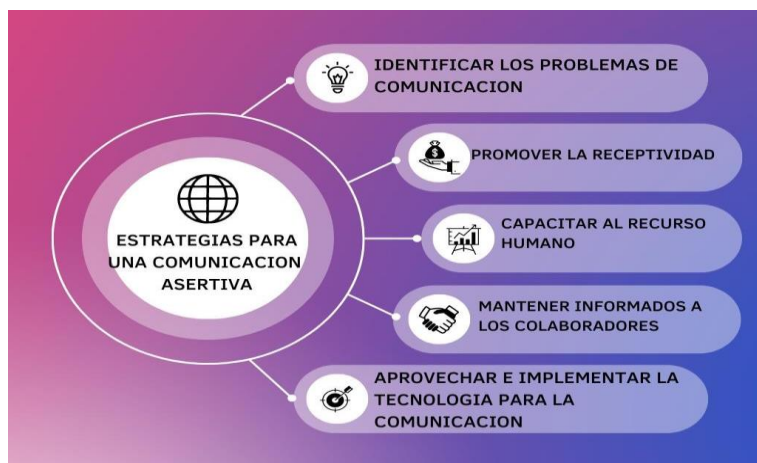 IDENTIFICAR LOS PROBLEMAS DE
COMUNICACION
PROMOVER LA RECEPTIVIDAD
ESTRATEGIAS PARA
UNA COMUNICACION
ASERTIVA
CAPACITAR AL RECURSO
HUMANO
MANTENER INFORMADOS A
LOS COLABORADORES
APROVECHAR E IMPLEMENTAR LA
TECNOLOGIA PARA LA
COMUNICACION